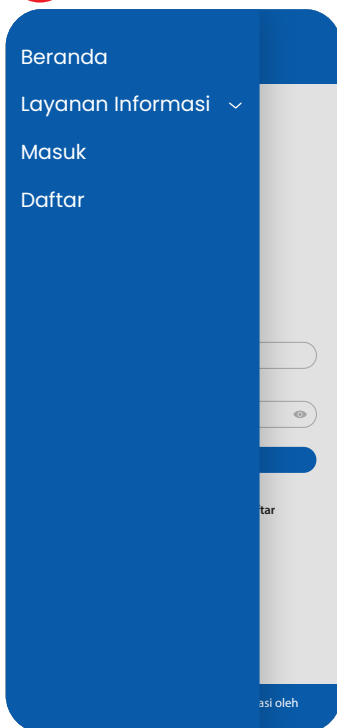 Beranda
Layanan Informasi
Masuk
Daftar
tar
asi oleh